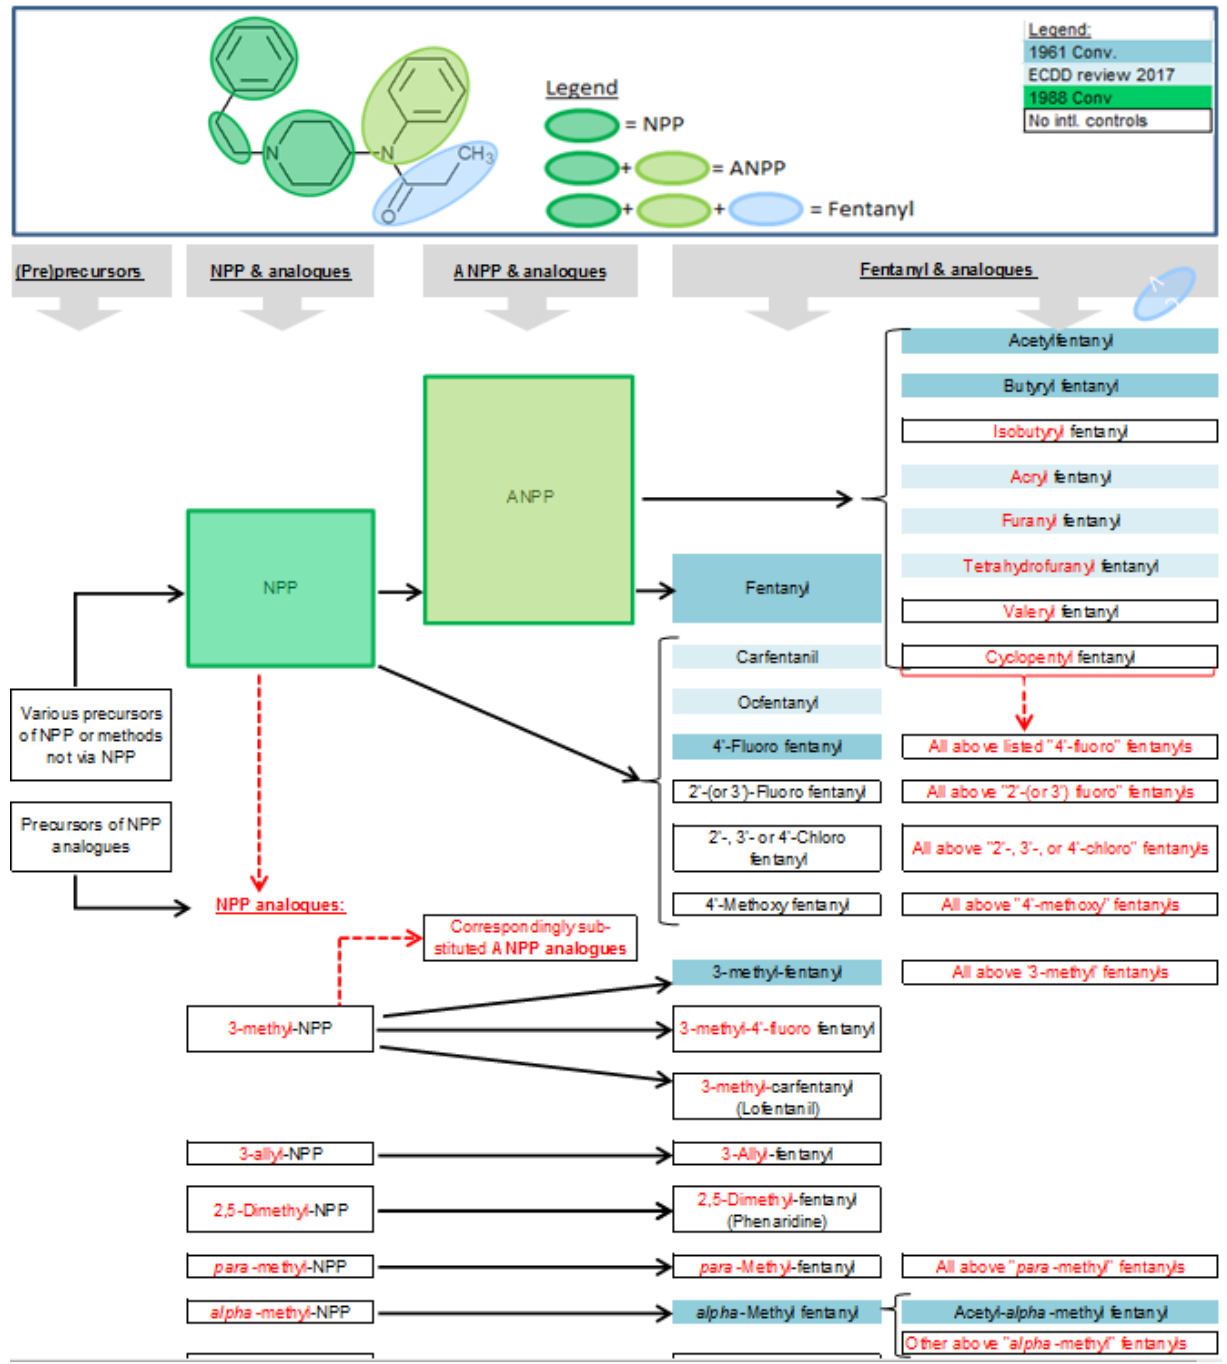 Legend:
1961 Conv.
ECDD review 2017
1988 Conv
No intl. controls
N
N
CH3
O
Legend
= NPP
+ = ANPP
+ + = Fentanyl
(Pre)precursors
NPP & analogues
ANPP & analogues
Fentanyl & analogues
Acetylfentanyl
Butyryl fentanyl
Isobutyryl fentanyl
Acryl fentanyl
Furanyl fentanyl
Tetrahydrofuranyl fentanyl
Valeryl fentanyl
Cyclopentyl fentanyl
ANPP
NPP
Fentanyl
Carfentanil
Ocfentanyl
4'-Fluoro fentanyl
All above listed "4'-fluoro" fentanyls
2'-(or 3')-Fluoro fentanyl
All above "2'-(or 3') fluoro" fentanyls
2'-, 3'- or 4'-Chloro
fentanyl
All above "2'-, 3'-, or 4'-chloro" fentanyls
4'-Methoxy fentanyl
All above "4'-methoxy" fentanyls
Various precursors
of NPP or methods
not via NPP
Precursors of NPP
analogues
NPP analogues:
Correspondingly sub-
stituted ANPP analogues
3-methyl-fentanyl
All above '3-methyl' fentanyls
3-methyl-NPP
3-methyl-4'-fluoro fentanyl
3-methyl-carfentanyl
(Lofentanil)
3-allyl-NPP
3-Allyl-fentanyl
2,5-Dimethyl-NPP
2,5-Dimethyl-fentanyl
(Phenaridine)
para-methyl-NPP
para-Methyl-fentanyl
All above "para-methyl" fentanyls
alpha-methyl-NPP
alpha-Methyl fentanyl
Acetyl-alpha-methyl fentanyl
Other above "alpha-methyl" fentanyls